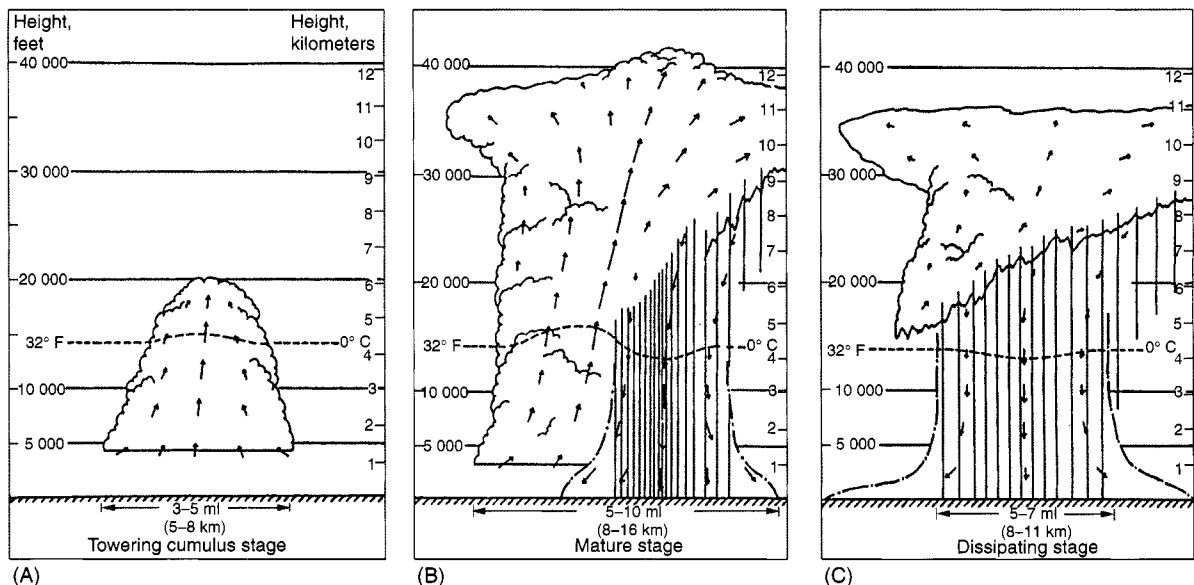 Height,
feet
Height,
kilometers
40 000
30 000
20 000
10 000
5 000
12
11
10
9
8
7
6
5
4
3
2
1
32° F
0° C
3–5 ml
(5–8 km)
Towering cumulus stage
(A)
40 000
30 000
20 000
10 000
5 000
12
11
10
9
8
7
6
5
4
3
2
1
32° F
0° C
5–10 ml
(8–16 km)
Mature stage
(B)
40 000
30 000
20 000
10 000
5 000
12
11
10
9
8
7
6
5
4
3
2
1
32° F
0° C
5–7 ml
(8–11 km)
Dissipating stage
(C)